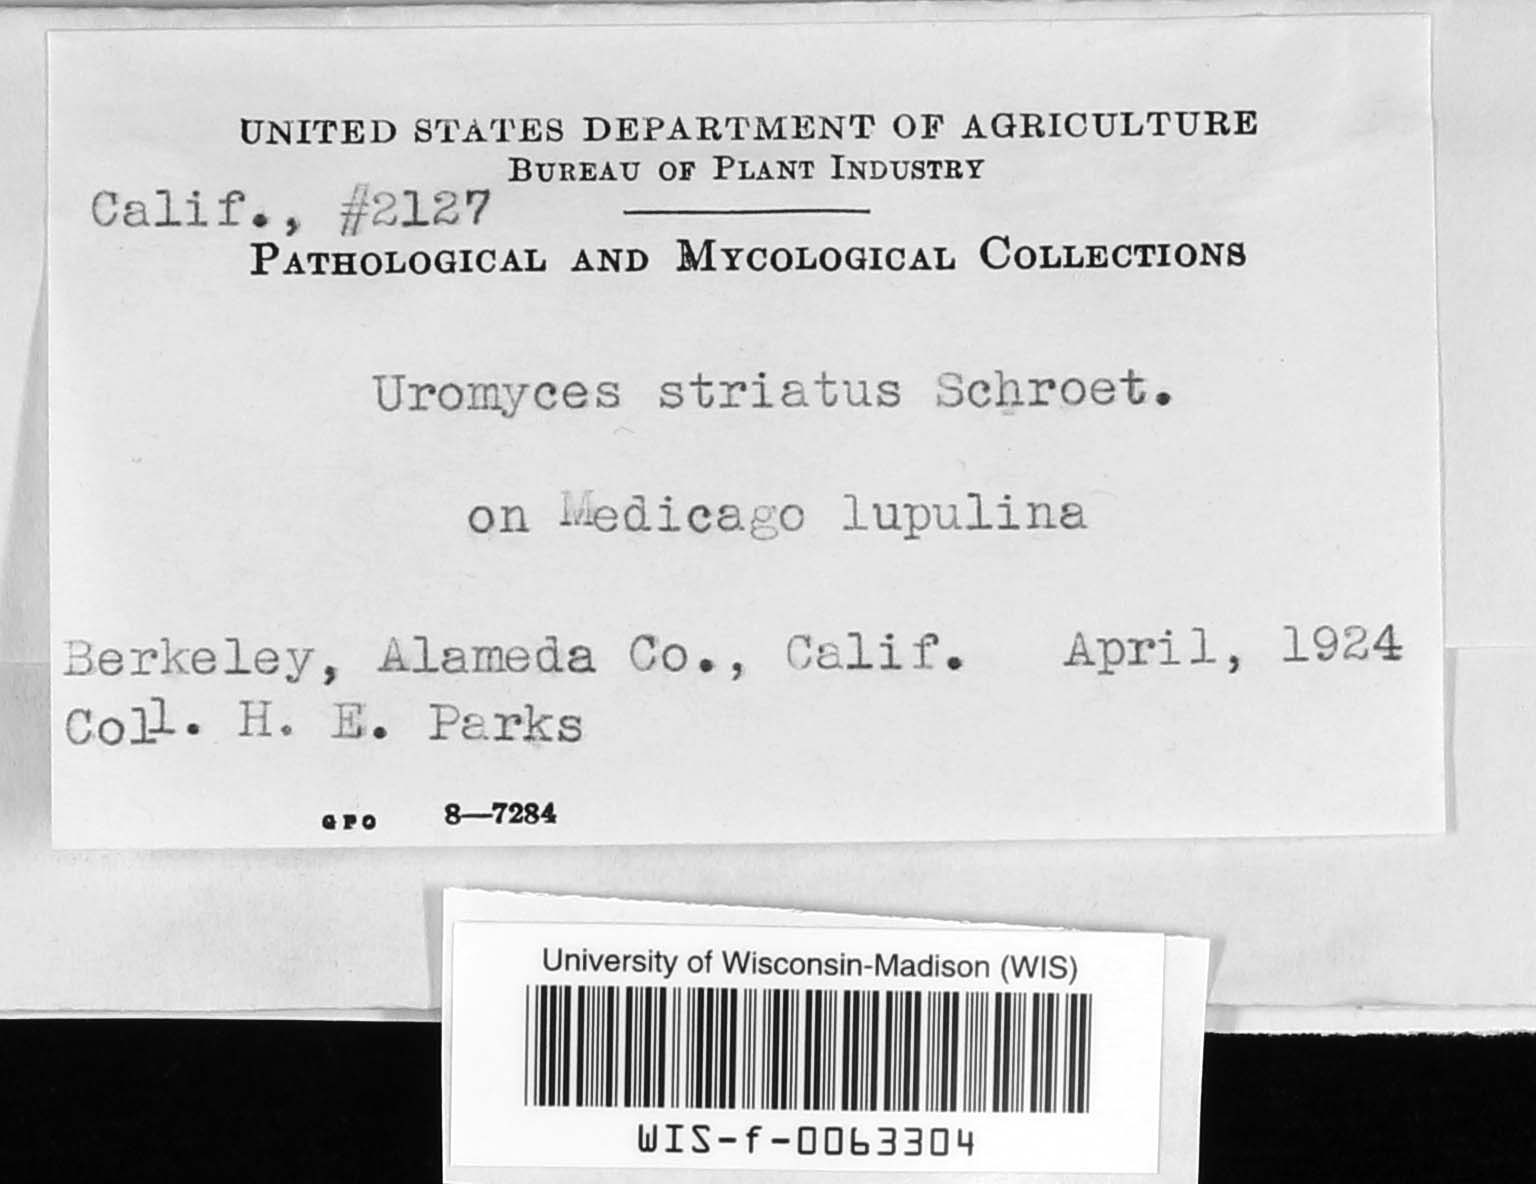 UNITED STATES DEPARTMENT OF AGRICULTURE
BUREAU OF PLANT INDUSTRY
Calif., #2127
PATHOLOGICAL AND MYCOLOGICAL COLLECTIONS
Uromyces striatus Schroet.
on Medicago lupulina
Berkeley, Alameda Co., Calif. April, 1924
Coll. H. E. Parks
GPO 8—7284
University of Wisconsin-Madison (WIS)
WIS-f-0063304